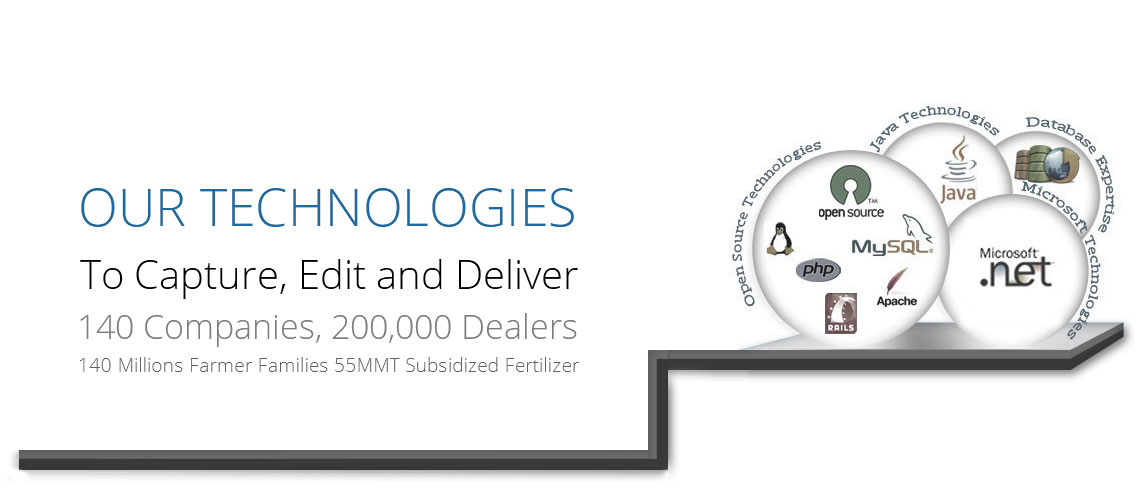 OUR TECHNOLOGIES
To Capture, Edit and Deliver
140 Companies, 200,000 Dealers
140 Millions Farmer Families 55MMT Subsidized Fertilizer
Open Source Technologies
open source
TM
MySQL®
php
Apache
RAILS
Java Technologies
Java
Database Expertise
Microsoft Technologies
Microsoft
.net